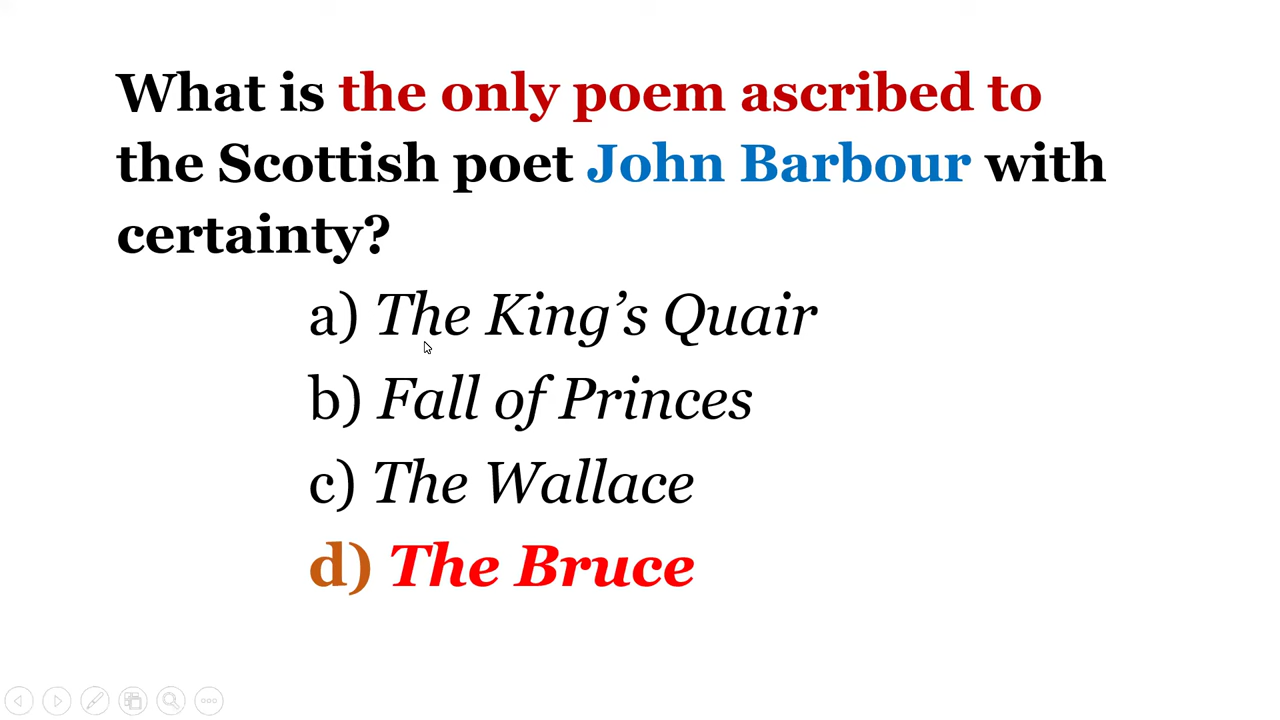 What is the only poem ascribed to
the Scottish poet John Barbour with
certainty?
a) The King’s Quair
b) Fall of Princes
c) The Wallace
d) The Bruce